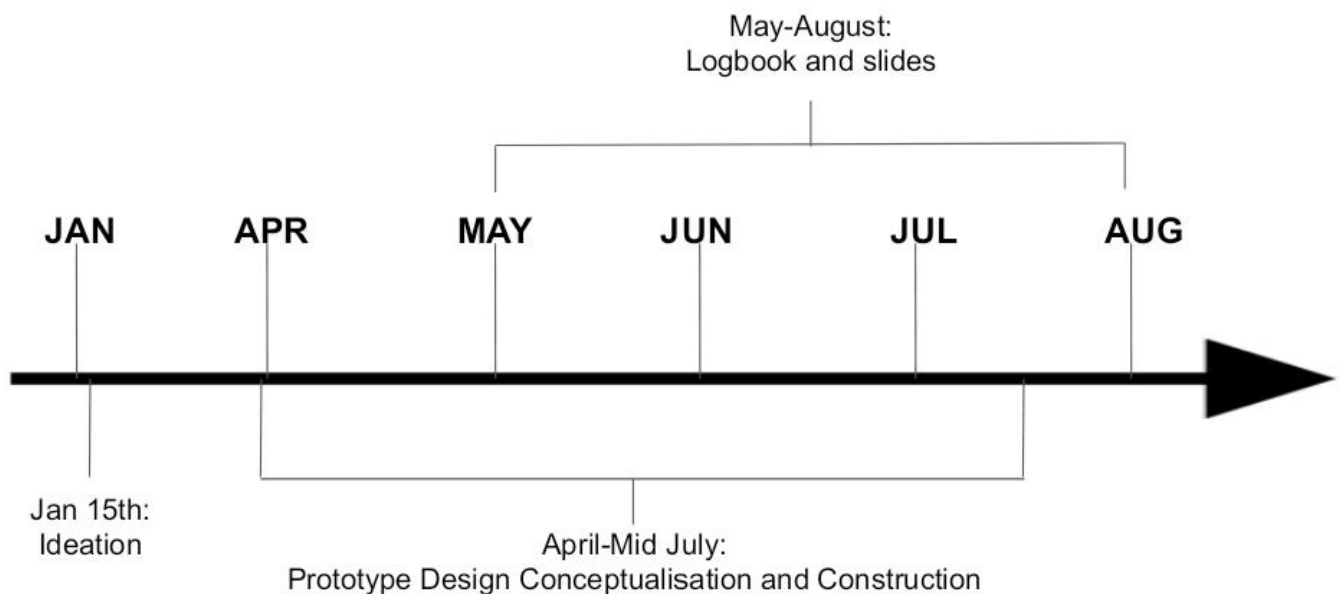 May-August:
Logbook and slides
JAN APR MAY JUN JUL AUG
Jan 15th:
Ideation
April-Mid July:
Prototype Design Conceptualisation and Construction